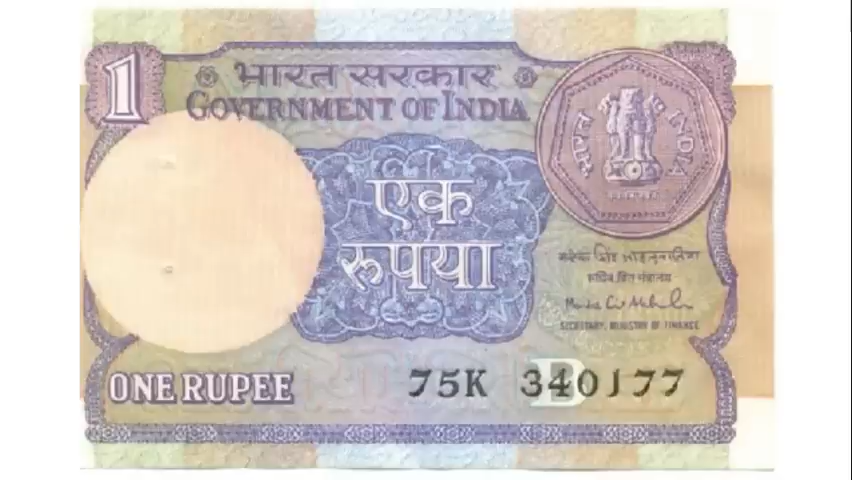 1
भारत सरकार
GOVERNMENT OF INDIA
भारत INDIA
एक
रुपया
सचिव, वित्त मंत्रालय
SECRETARY, MINISTRY OF FINANCE
B
ONE RUPEE
75K 340177